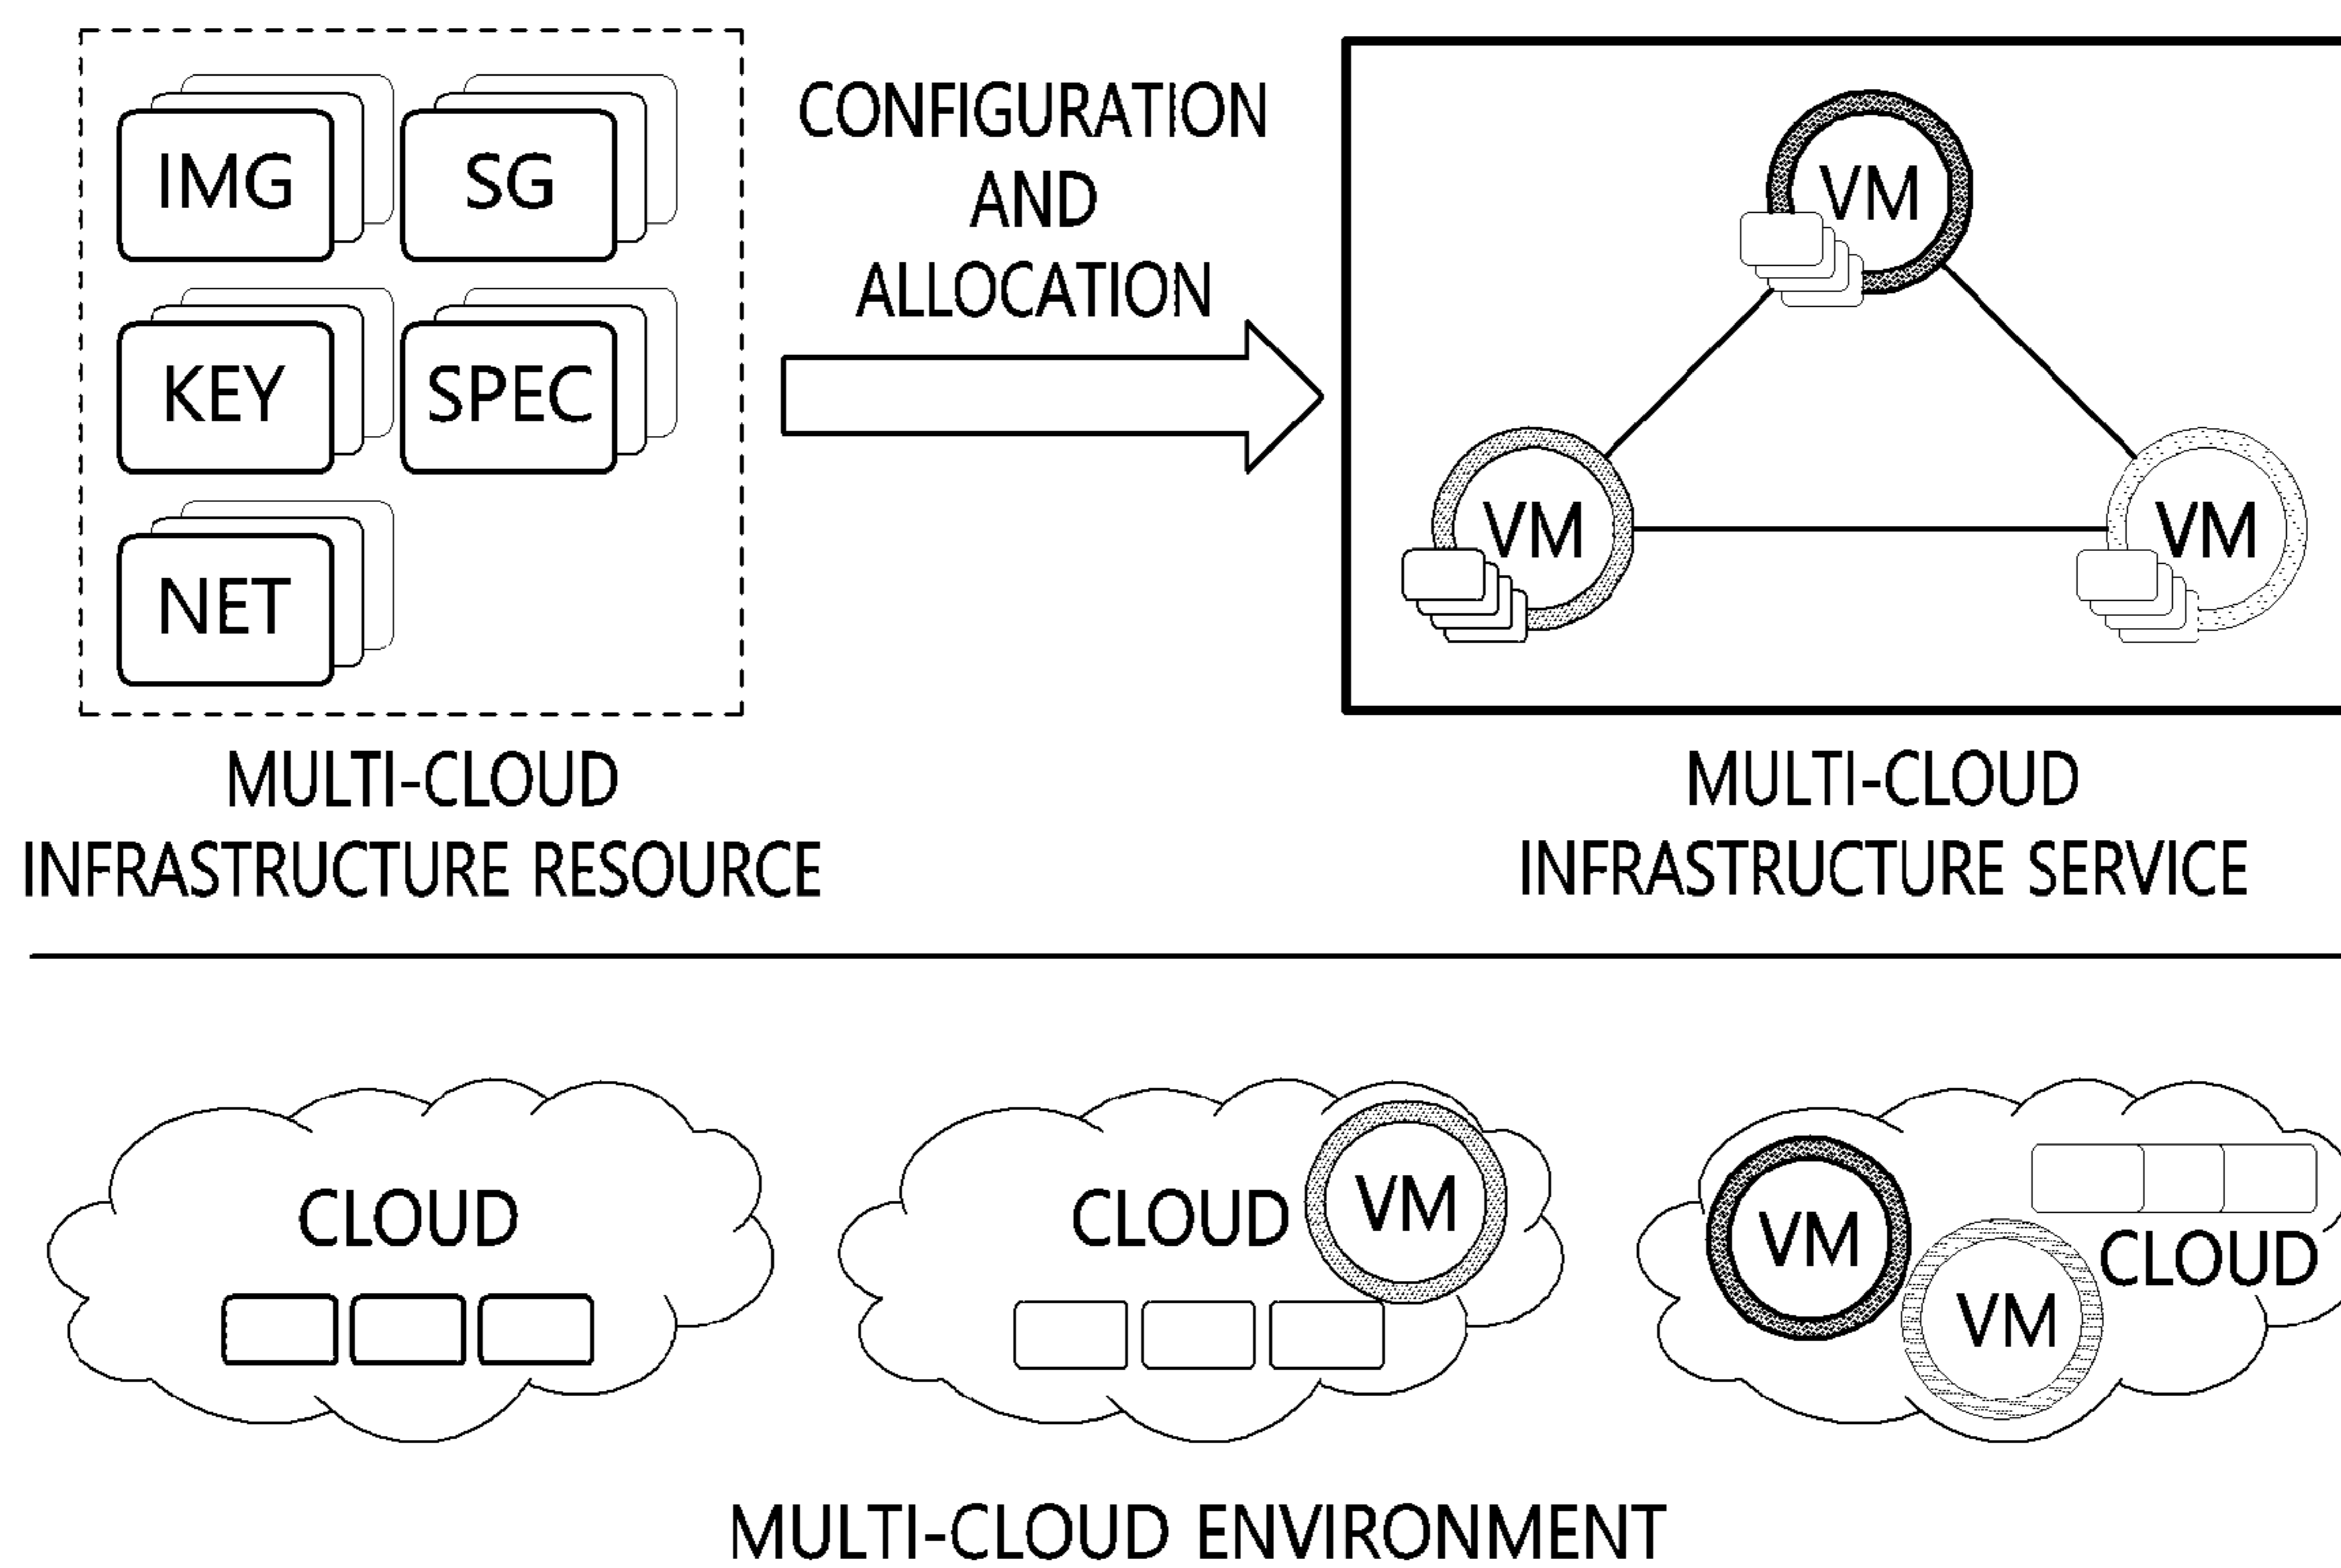 IMG
SG
KEY
SPEC
NET
MULTI-CLOUD
INFRASTRUCTURE RESOURCE
CONFIGURATION
AND
ALLOCATION
VM
VM
VM
MULTI-CLOUD
INFRASTRUCTURE SERVICE
CLOUD
CLOUD
VM
VM
VM
CLOUD
MULTI-CLOUD ENVIRONMENT